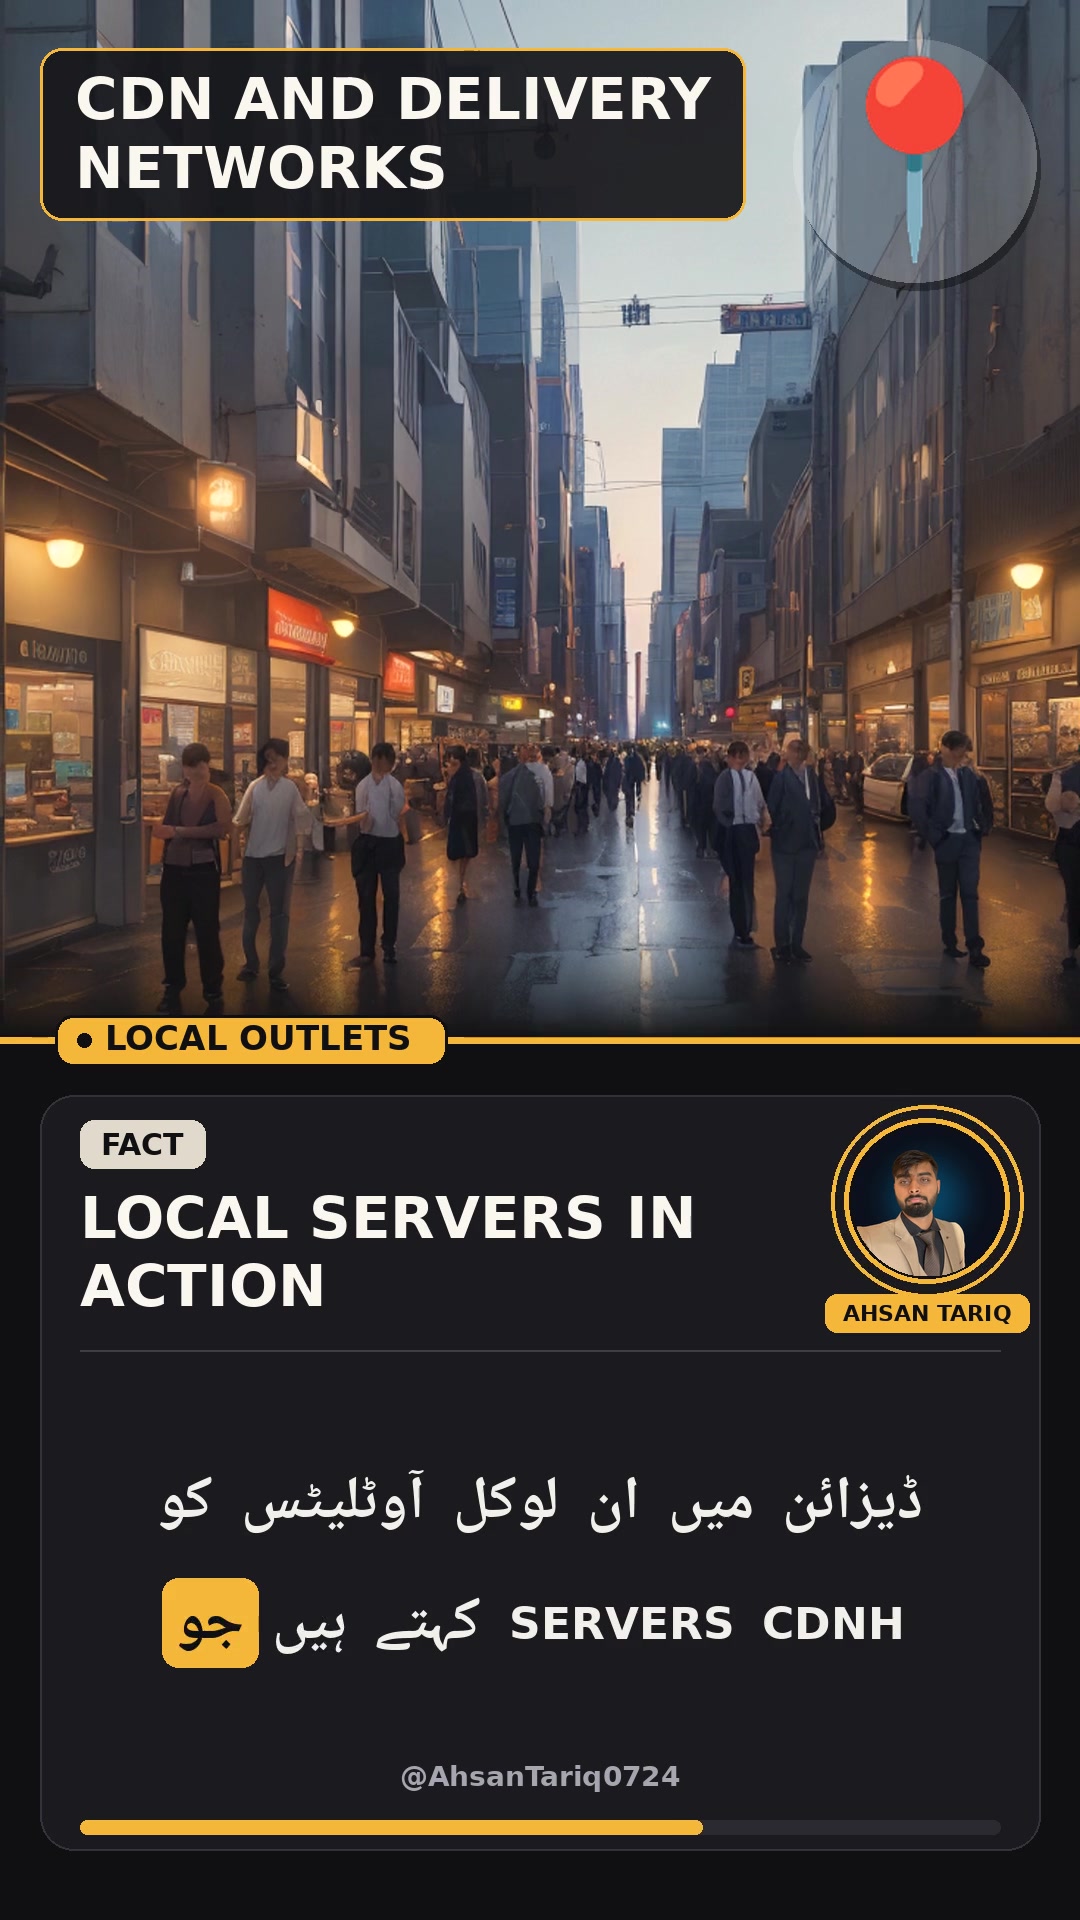 CDN AND DELIVERY
NETWORKS
LOCAL OUTLETS
FACT
LOCAL SERVERS IN
ACTION
AHSAN TARIQ
ڈیزائن میں ان لوکل آوٹلیٹس کو
CDNH SERVERS کہتے ہیں جو
@AhsanTariq0724